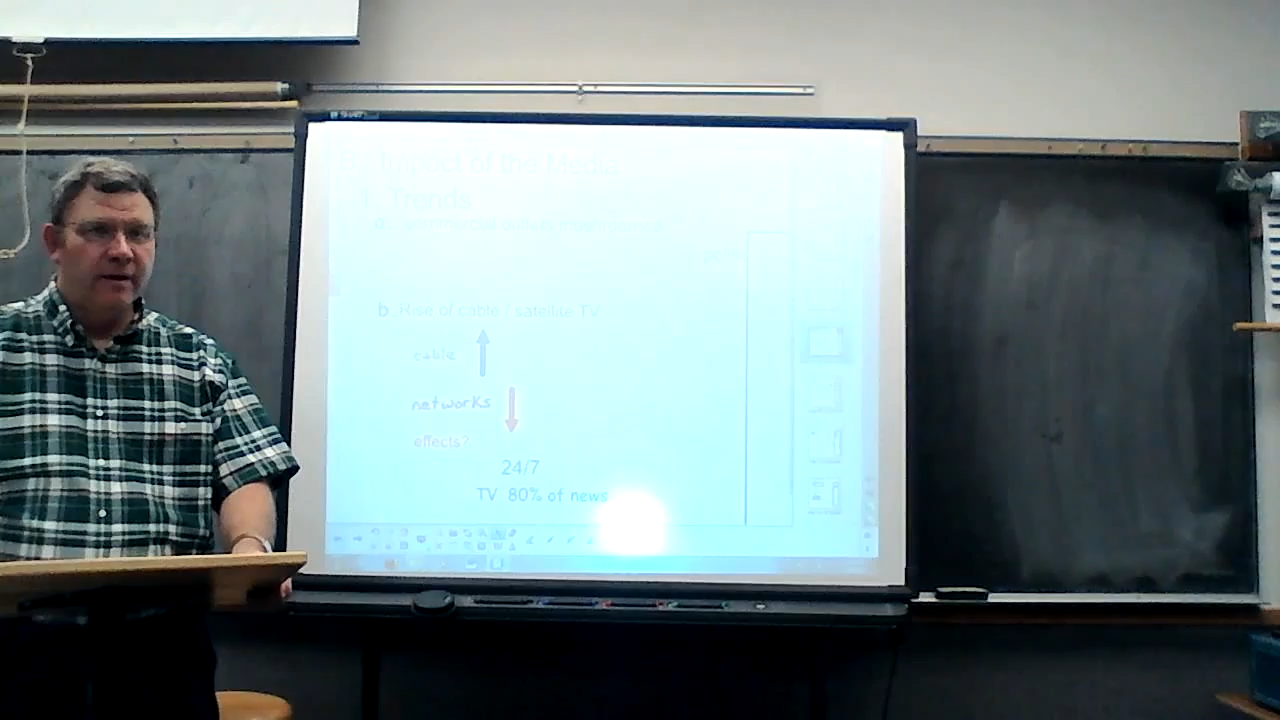 SMART
Impact of the Media
1. Trends
a.
b. Rise of cable / satellite TV
cable
networks
effects?
24/7
TV 80% of news